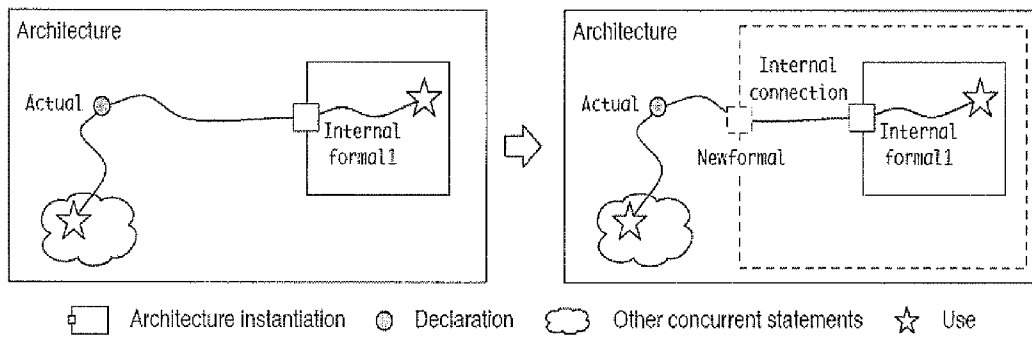 Architecture
Actual
Internal
formal1
Architecture
Internal
connection
Actual
Newformal
Internal
formal1
Architecture instantiation
Declaration
Other concurrent statements
Use